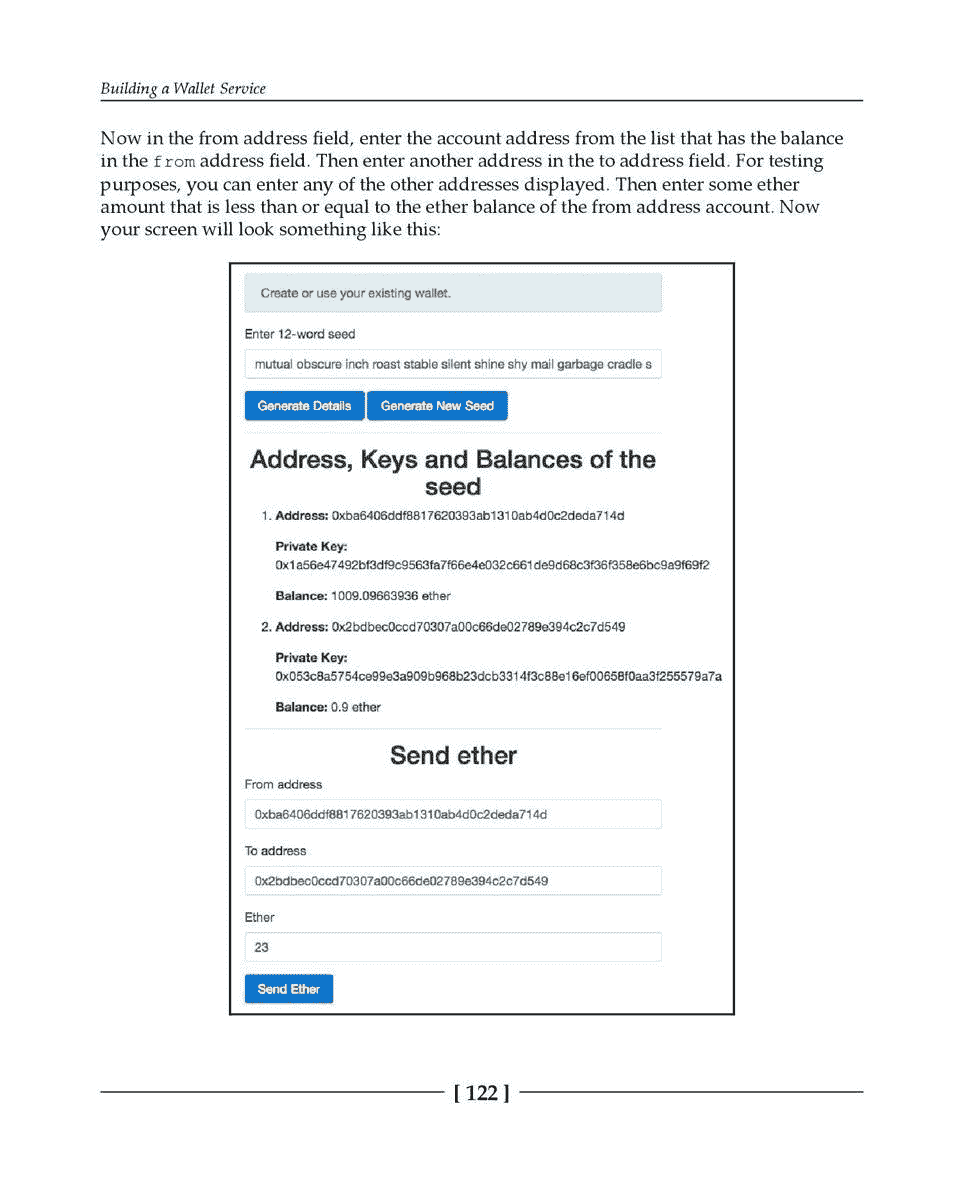 Building a Wallet Service
Now in the from address field, enter the account address from the list that has the balance
in the from address field. Then enter another address in the to address field. For testing
purposes, you can enter any of the other addresses displayed. Then enter some ether
amount that is less than or equal to the ether balance of the from address account. Now
your screen will look something like this:
Create or use your existing wallet.
Enter 12-word seed
mutual obscure inch roast stable silent shine shy mail garbage cradle s
Generate Details Generate New Seed
Address, Keys and Balances of the
seed
1. Address: 0xba6406ddf8817620393ab1310ab4d0c2deda714d
Private Key:
0x1a56e47492bf3df9c9563fa7f66e4e032c661de9d68c3f36f358e6bc9a9f69f2
Balance: 1009.09663936 ether
2. Address: 0x2bdbec0ccd70307a00c66de02789e394c2c7d549
Private Key:
0x053c8a5754ce99e3a909b968b23dcb3314f3c88e16ef00658f0aa3f255579a7a
Balance: 0.9 ether
Send ether
From address
0xba6406ddf8817620393ab1310ab4d0c2deda714d
To address
0x2bdbec0ccd70307a00c66de02789e394c2c7d549
Ether
23
Send Ether
[ 122 ]